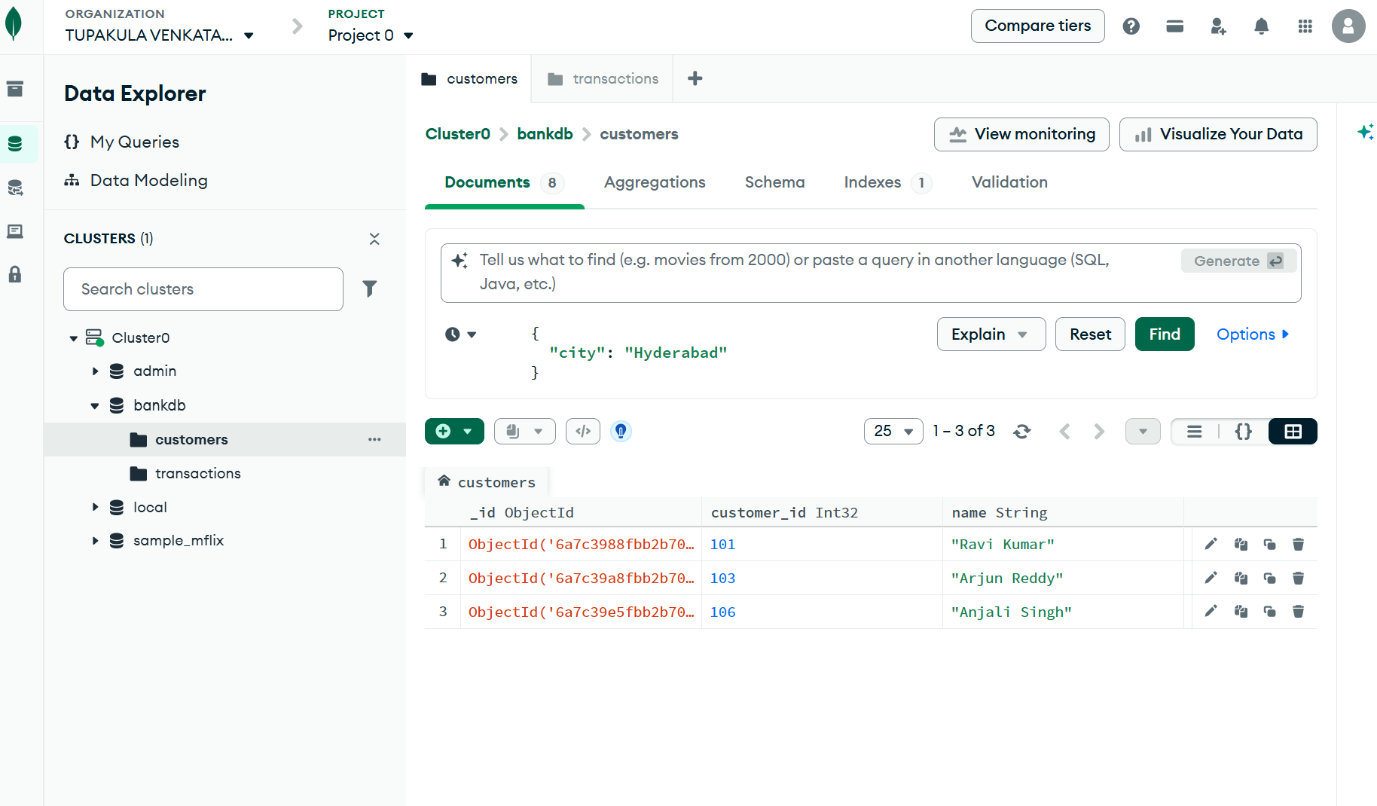 ORGANIZATION
TUPAKULA VENKATA...
PROJECT
Project 0
Compare tiers
Data Explorer
My Queries
Data Modeling
CLUSTERS (1)
Search clusters
Cluster0
admin
bankdb
customers
transactions
local
sample_mflix
customers
transactions
Cluster0 > bankdb > customers
View monitoring
Visualize Your Data
Documents 8
Aggregations
Schema
Indexes 1
Validation
Tell us what to find (e.g. movies from 2000) or paste a query in another language (SQL,
Java, etc.)
Generate
{
"city": "Hyderabad"
}
Explain
Reset
Find
Options
25
1 – 3 of 3
customers
_id ObjectId customer_id Int32 name String
1 ObjectId('6a7c3988fbb2b70… 101 "Ravi Kumar"
2 ObjectId('6a7c39a8fbb2b70… 103 "Arjun Reddy"
3 ObjectId('6a7c39e5fbb2b70… 106 "Anjali Singh"